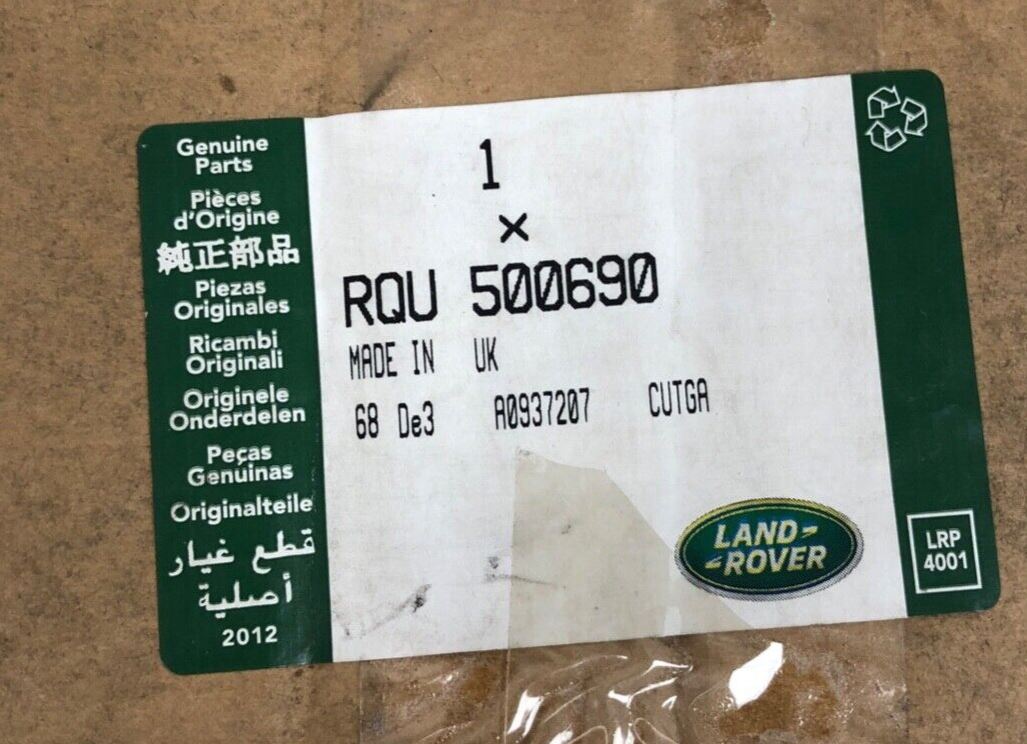 Genuine
Parts
Pièces
d'Origine
純正部品
Piezas
Originales
Ricambi
Originali
Originele
Onderdelen
Peças
Genuínas
Originalteile
قطع غيار
أصلية
2012
1
×
RQU 500690
MADE IN UK
68 De3 A0937207 CUTGA
LAND-
-ROVER
LRP
4001